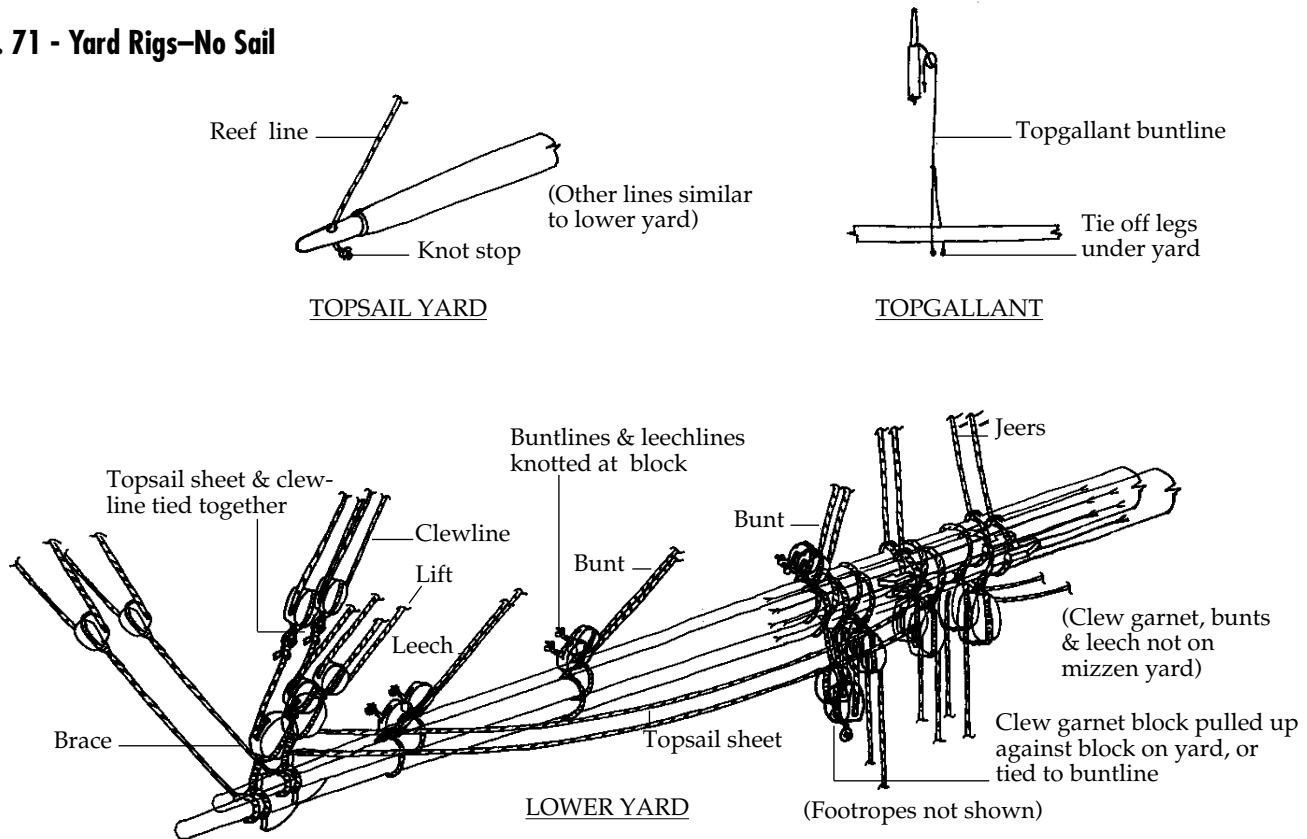 . 71 - Yard Rigs–No Sail
Reef line
(Other lines similar
to lower yard)
Knot stop
TOPSAIL YARD
Topgallant buntline
Tie off legs
under yard
TOPGALLANT
Topsail sheet & clew-
line tied together
Buntlines & leechlines
knotted at block
Jeers
Bunt
Clewline
Lift
Bunt
Leech
(Clew garnet, bunts
& leech not on
mizzen yard)
Brace
Topsail sheet
Clew garnet block pulled up
against block on yard, or
tied to buntline
LOWER YARD
(Footropes not shown)